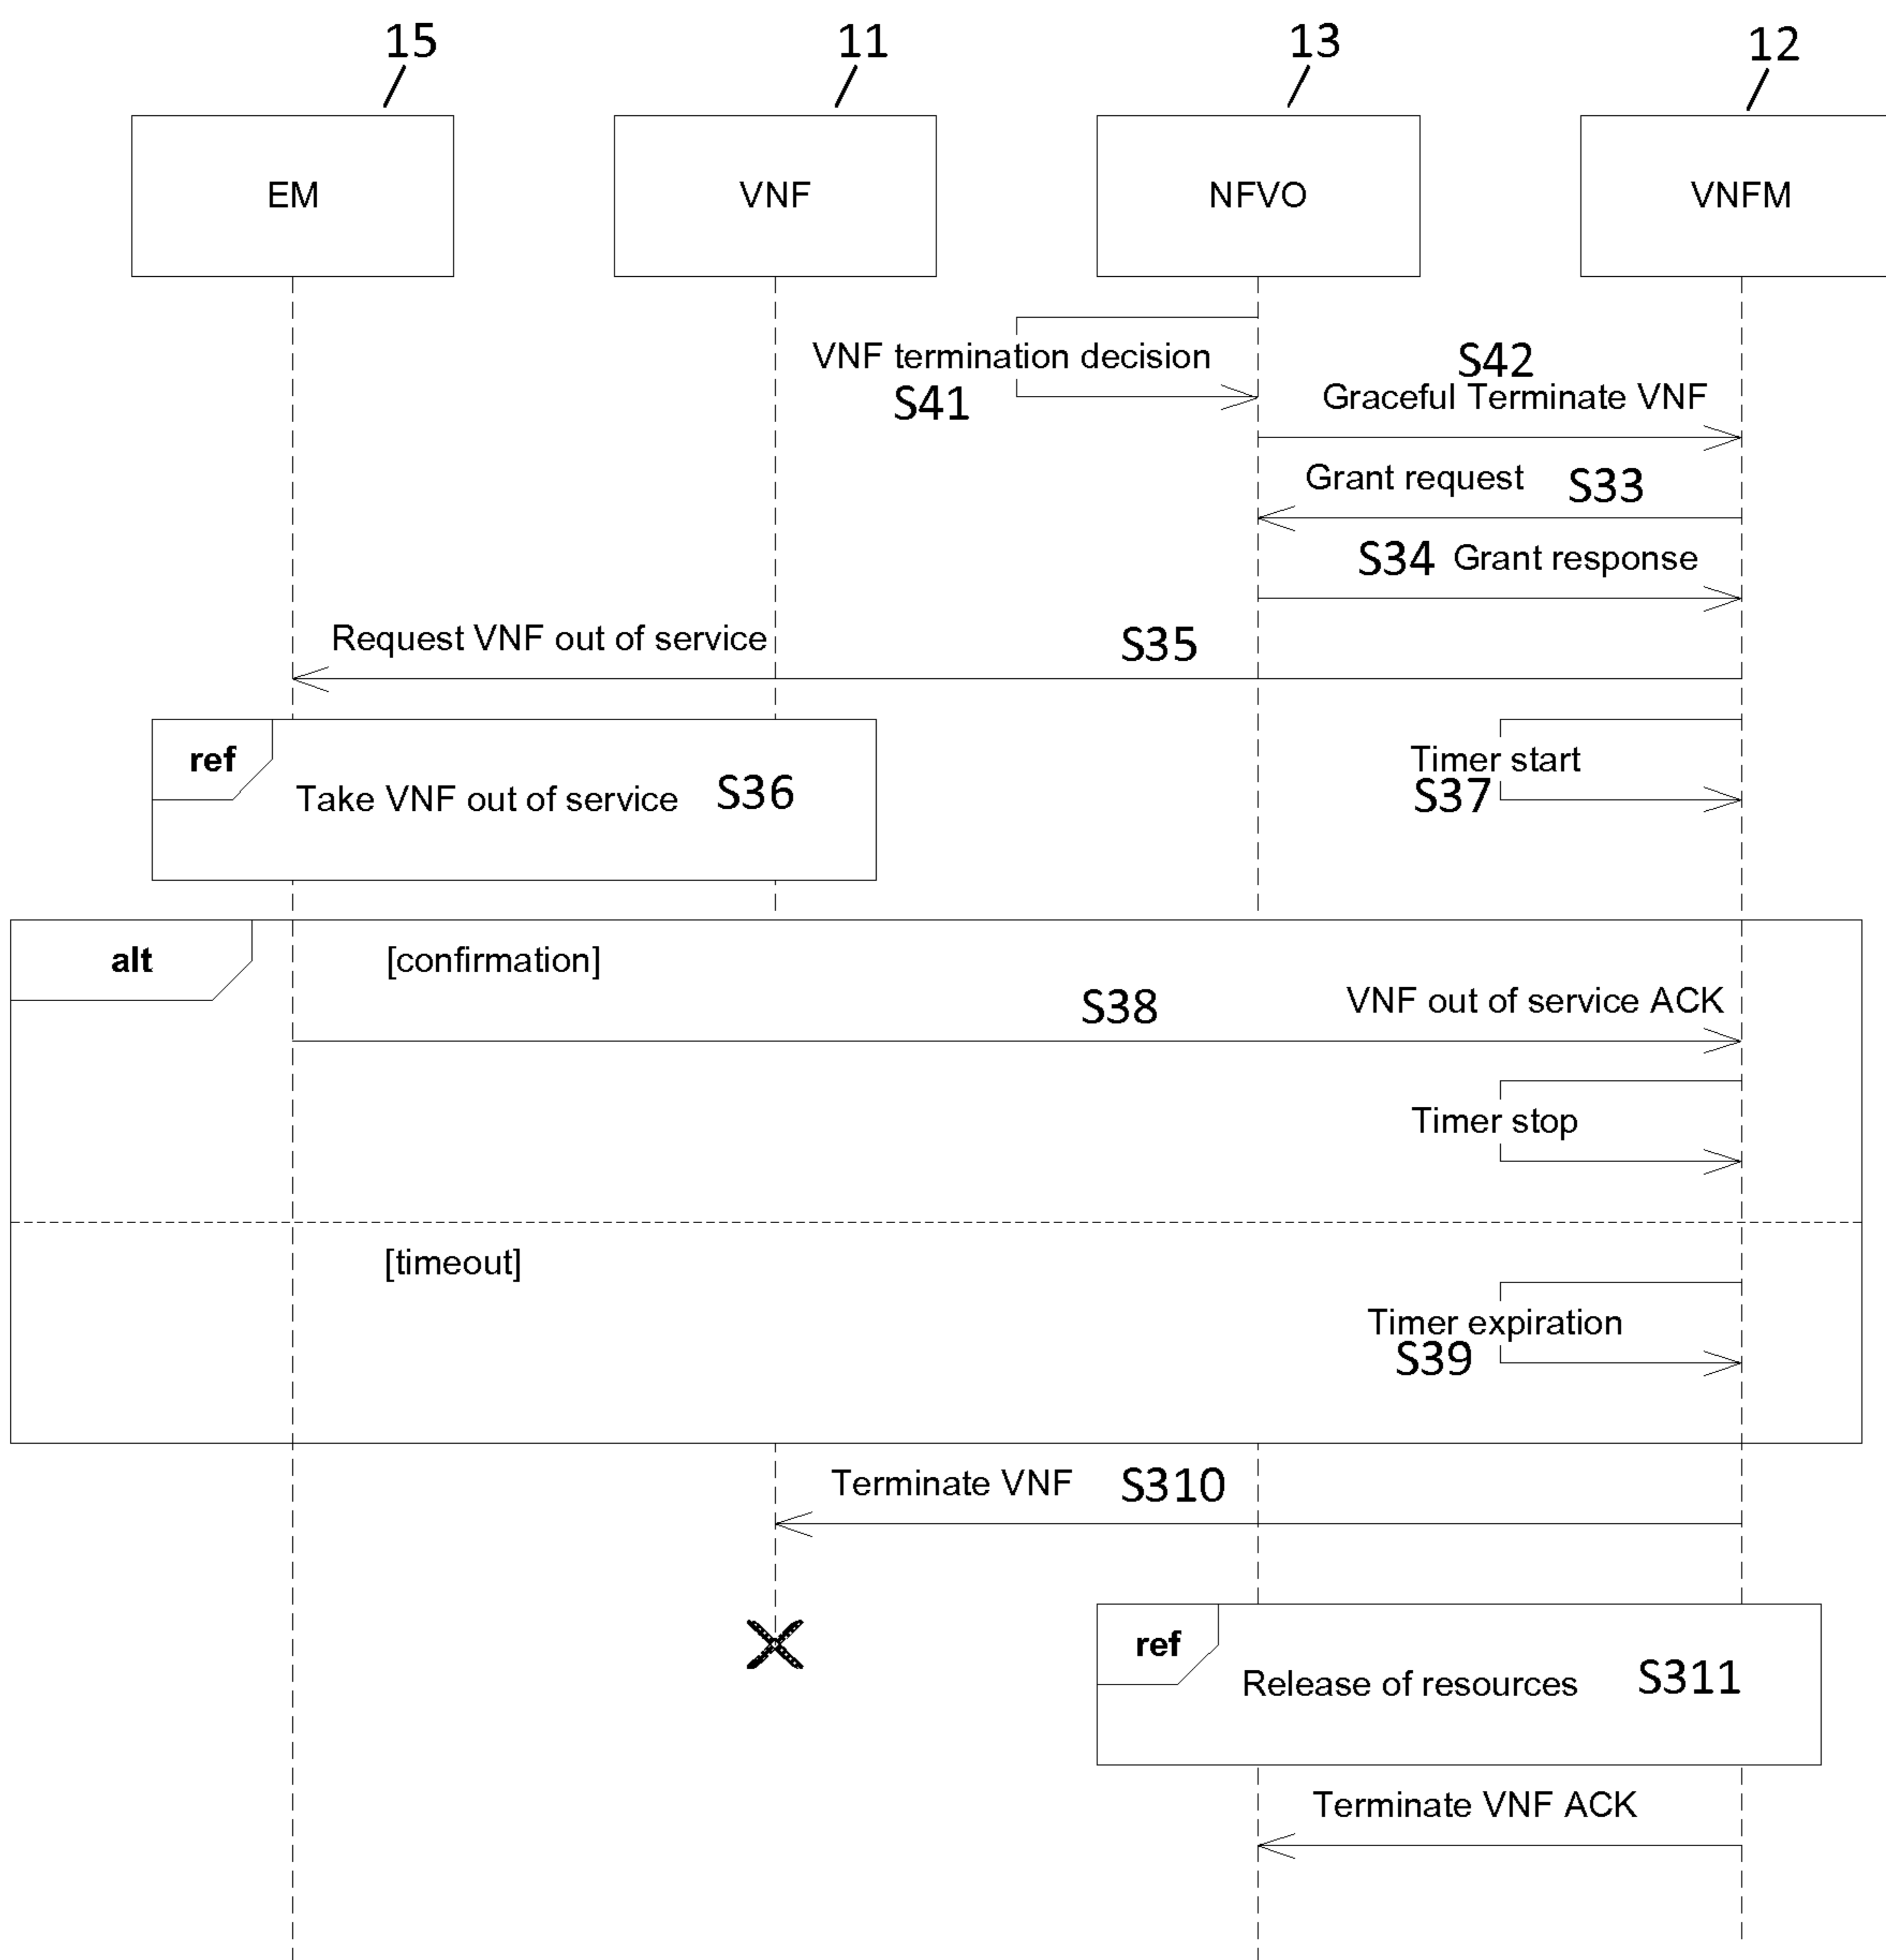 15
11
13
12
EM
VNF
NFVO
VNFM
VNF termination decision
S41
S42
Graceful Terminate VNF
Grant request S33
S34 Grant response
Request VNF out of service S35
ref
Take VNF out of service S36
Timer start
S37
alt
[confirmation]
S38
VNF out of service ACK
Timer stop
[timeout]
Timer expiration
S39
Terminate VNF S310
ref
Release of resources S311
Terminate VNF ACK